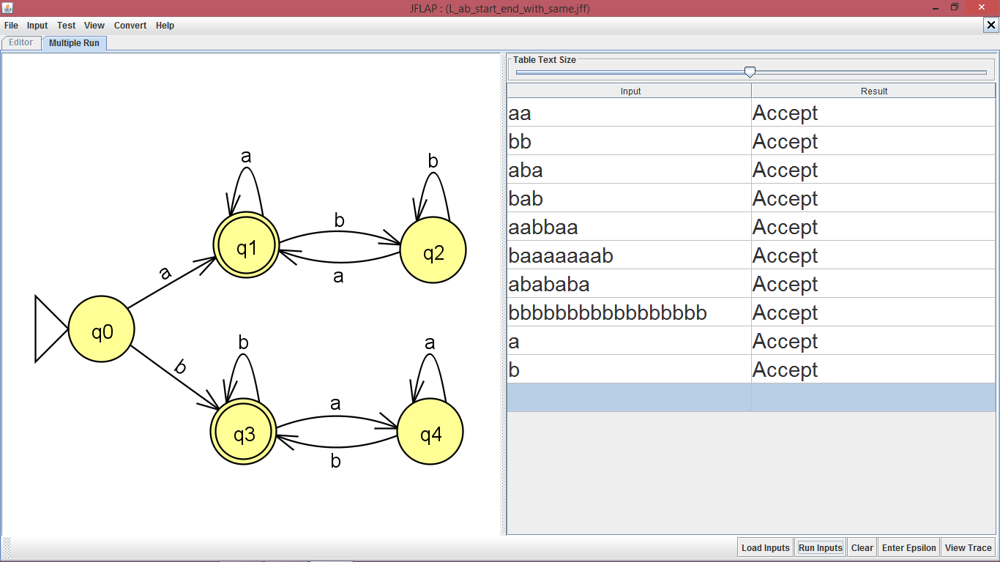 JFLAP : (L_ab_start_end_with_same.jff)
File Input Test View Convert Help
Editor Multiple Run
Table Text Size
Input Result
aa Accept
bb Accept
aba Accept
bab Accept
aabbaa Accept
baaaaaaab Accept
abababa Accept
bbbbbbbbbbbbbbbbb Accept
a Accept
b Accept
a
b
b
a
q1
q2
a
a
q0
b
b
a
a
q3
q4
b
Load Inputs Run Inputs Clear Enter Epsilon View Trace